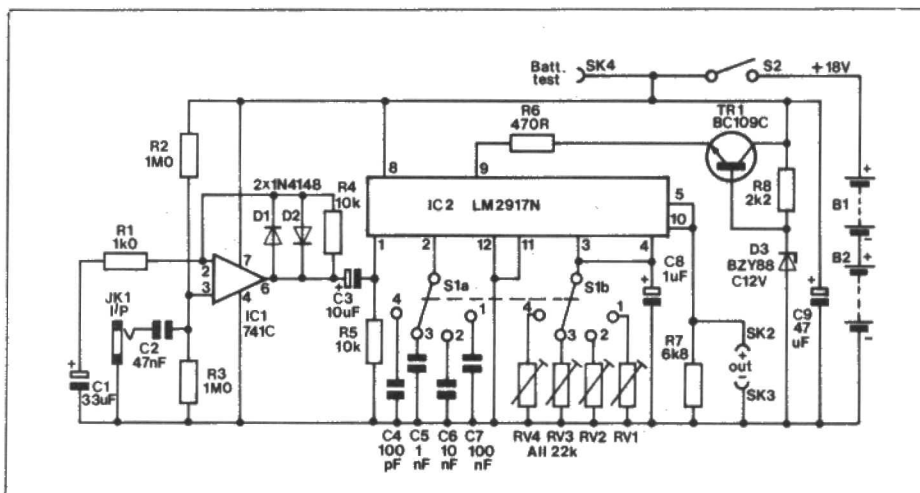 Batt.
test
SK4
S2
+18V
TR1
BC109C
R6
470R
R2
1M0
8
9
R8
2k2
B1
+
-
B2
+
-
2x1N4148
D1
D2
R4
10k
IC2 LM2917N
5
10
R1
1k0
2
3
7
6
4
IC1
741C
1
2
12
11
3
4
C8
1uF
D3
BZY88
C12V
JK1
I/P
C2
47nF
+
C3
10uF
4
S1a
3
2
1
S1b
4
3
2
1
R7
6k8
SK2
+
out
-
SK3
+
C9
47
uF
+
C1
33uF
R3
1M0
R5
10k
C4
100
pF
C5
1
nF
C6
10
nF
C7
100
nF
RV4
RV3
RV2
RV1
All 22k